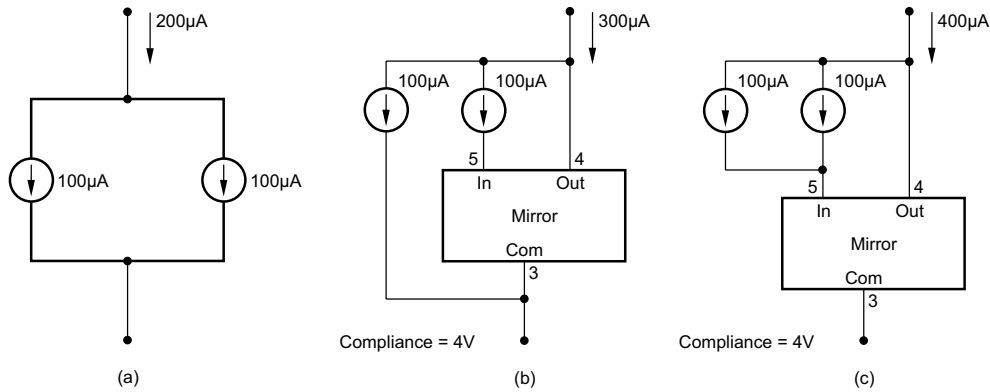 200µA
100µA
100µA
(a)
300µA
100µA
100µA
5
4
In
Out
Mirror
Com
3
Compliance = 4V
(b)
400µA
100µA
100µA
5
4
In
Out
Mirror
Com
3
Compliance = 4V
(c)